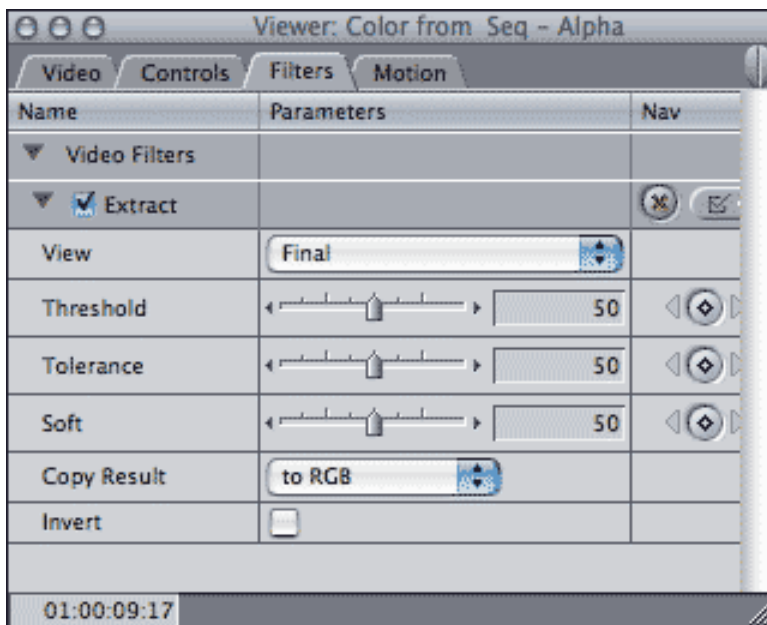 Viewer: Color from Seq - Alpha
Video Controls Filters Motion
Name Parameters Nav
Video Filters
Extract
View Final
Threshold 50
Tolerance 50
Soft 50
Copy Result to RGB
Invert
01:00:09:17